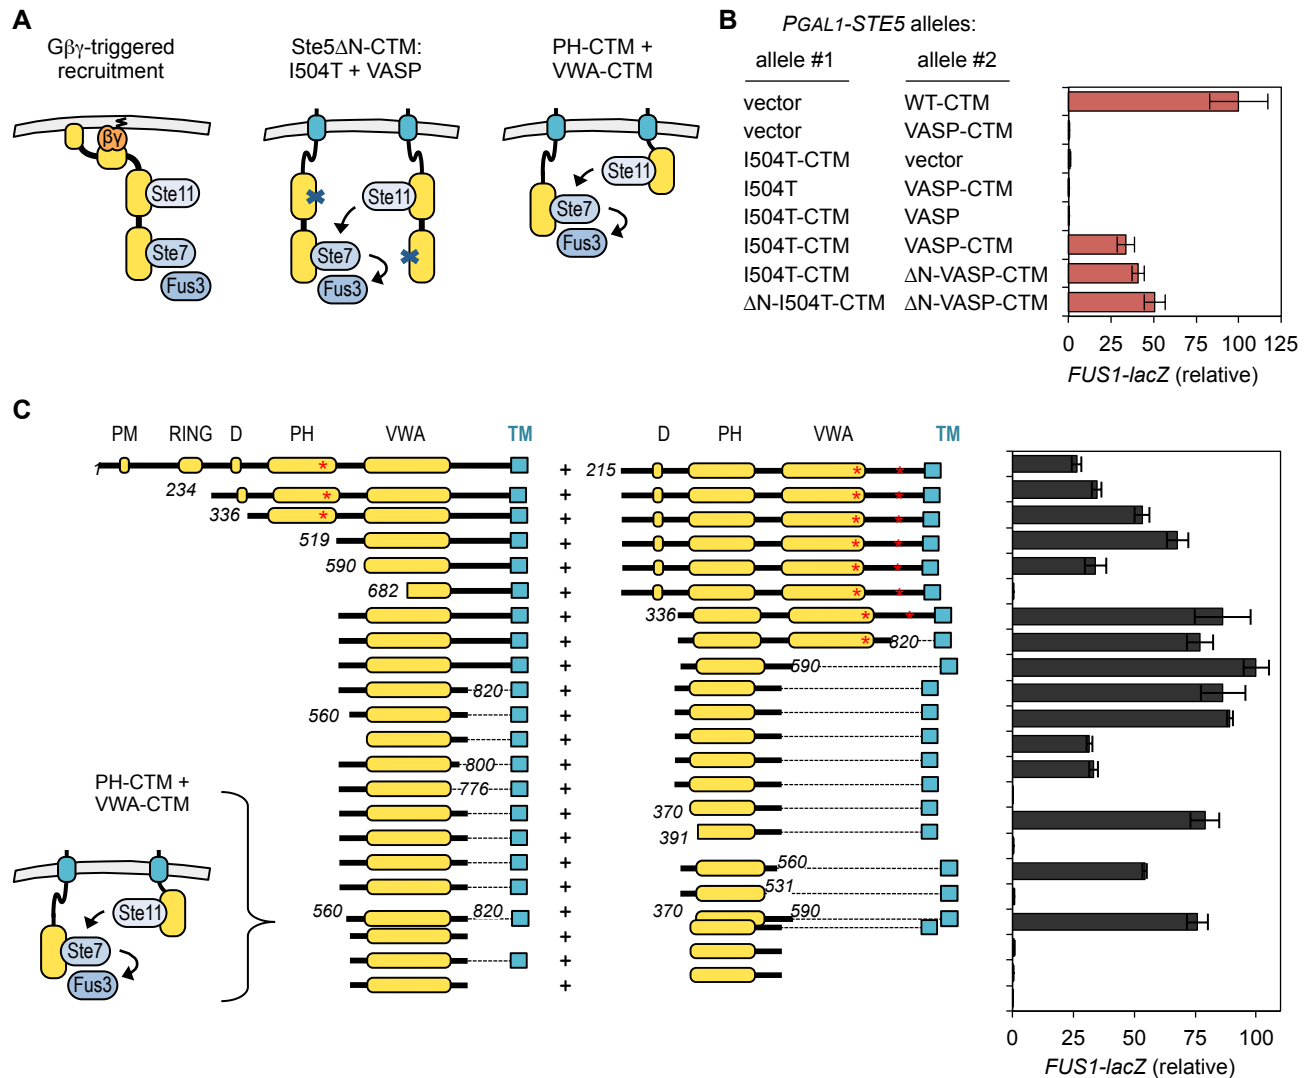 A
Gβγ-triggered
recruitment
Ste5ΔN-CTM:
I504T + VASP
PH-CTM +
VWA-CTM
βγ
Ste11
Ste7
Fus3
Ste11
Ste7
Fus3
Ste11
Ste7
Fus3
B
PGAL1-STE5 alleles:
allele #1 allele #2
vector WT-CTM
vector VASP-CTM
I504T-CTM vector
I504T VASP-CTM
I504T-CTM VASP
I504T-CTM VASP-CTM
I504T-CTM ΔN-VASP-CTM
ΔN-I504T-CTM ΔN-VASP-CTM
0 25 50 75 100 125
FUS1-lacZ (relative)
C
PM RING D PH VWA TM D PH VWA TM
1 * + 215 * *
234 * + * *
336 * + * *
519 + * *
590 + * *
682 + * *
+ 336 * *
+ * 820
+ 590
820 +
560 +
+
800 +
776 +
+ 370
+ 391
+ 560
+ 531
560 820 + 370 590
+
+
+
PH-CTM +
VWA-CTM
Ste11
Ste7
Fus3
0 25 50 75 100
FUS1-lacZ (relative)